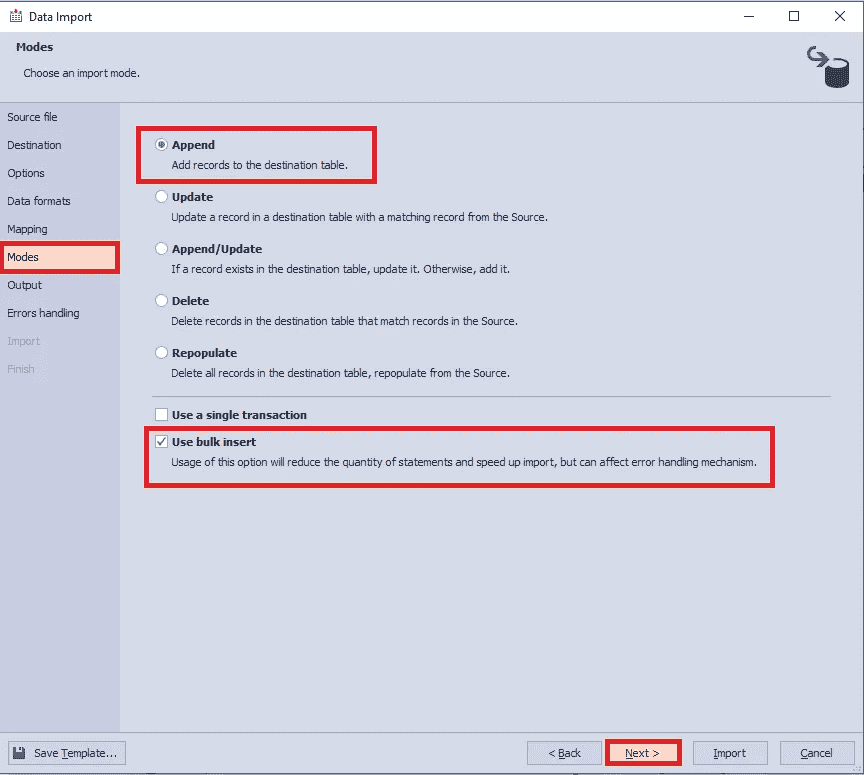 Data Import
Modes
Choose an import mode.
Source file
Destination
Options
Data formats
Mapping
Modes
Output
Errors handling
Import
Finish
Append
Add records to the destination table.
Update
Update a record in a destination table with a matching record from the Source.
Append/Update
If a record exists in the destination table, update it. Otherwise, add it.
Delete
Delete records in the destination table that match records in the Source.
Repopulate
Delete all records in the destination table, repopulate from the Source.
Use a single transaction
Use bulk insert
Usage of this option will reduce the quantity of statements and speed up import, but can affect error handling mechanism.
Save Template...
< Back
Next >
Import
Cancel